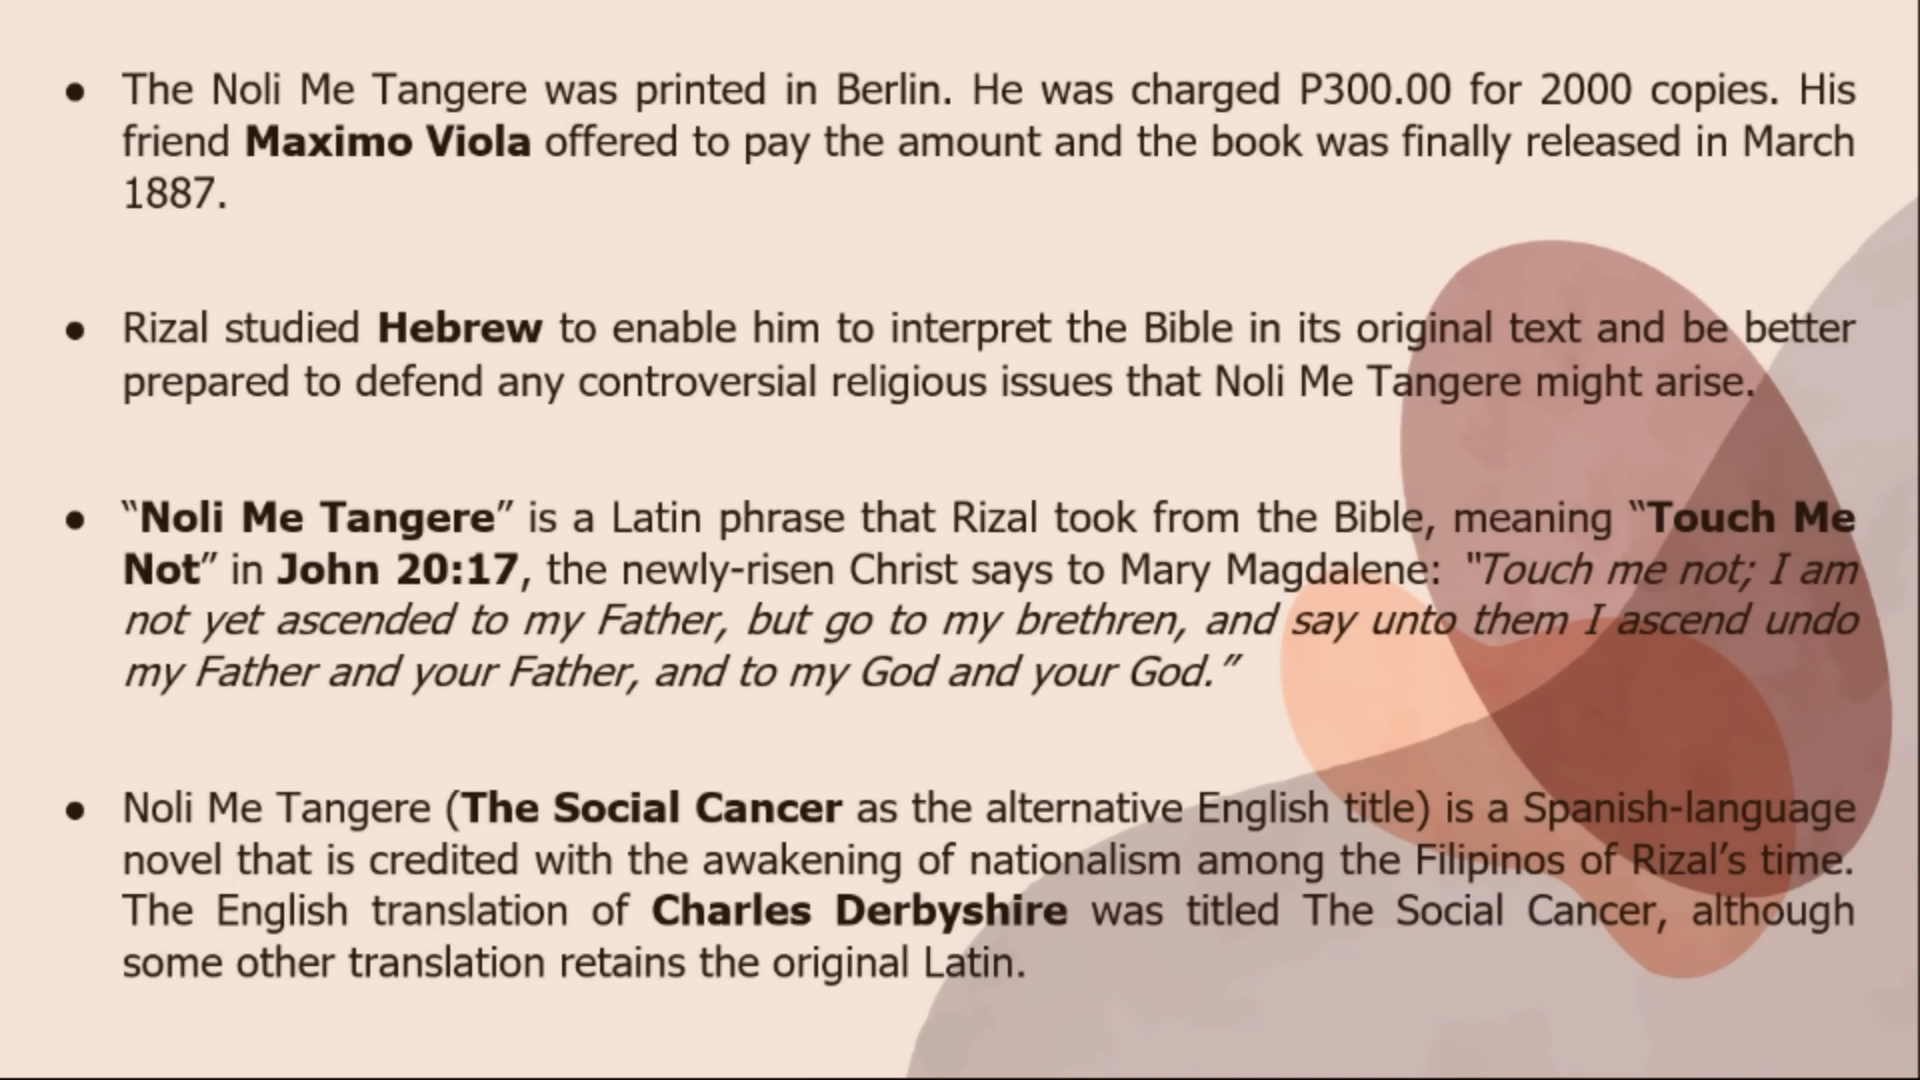 ● The Noli Me Tangere was printed in Berlin. He was charged P300.00 for 2000 copies. His
friend Maximo Viola offered to pay the amount and the book was finally released in March
1887.
● Rizal studied Hebrew to enable him to interpret the Bible in its original text and be better
prepared to defend any controversial religious issues that Noli Me Tangere might arise.
● “Noli Me Tangere” is a Latin phrase that Rizal took from the Bible, meaning “Touch Me
Not” in John 20:17, the newly-risen Christ says to Mary Magdalene: "Touch me not; I am
not yet ascended to my Father, but go to my brethren, and say unto them I ascend undo
my Father and your Father, and to my God and your God.”
● Noli Me Tangere (The Social Cancer as the alternative English title) is a Spanish-language
novel that is credited with the awakening of nationalism among the Filipinos of Rizal’s time.
The English translation of Charles Derbyshire was titled The Social Cancer, although
some other translation retains the original Latin.